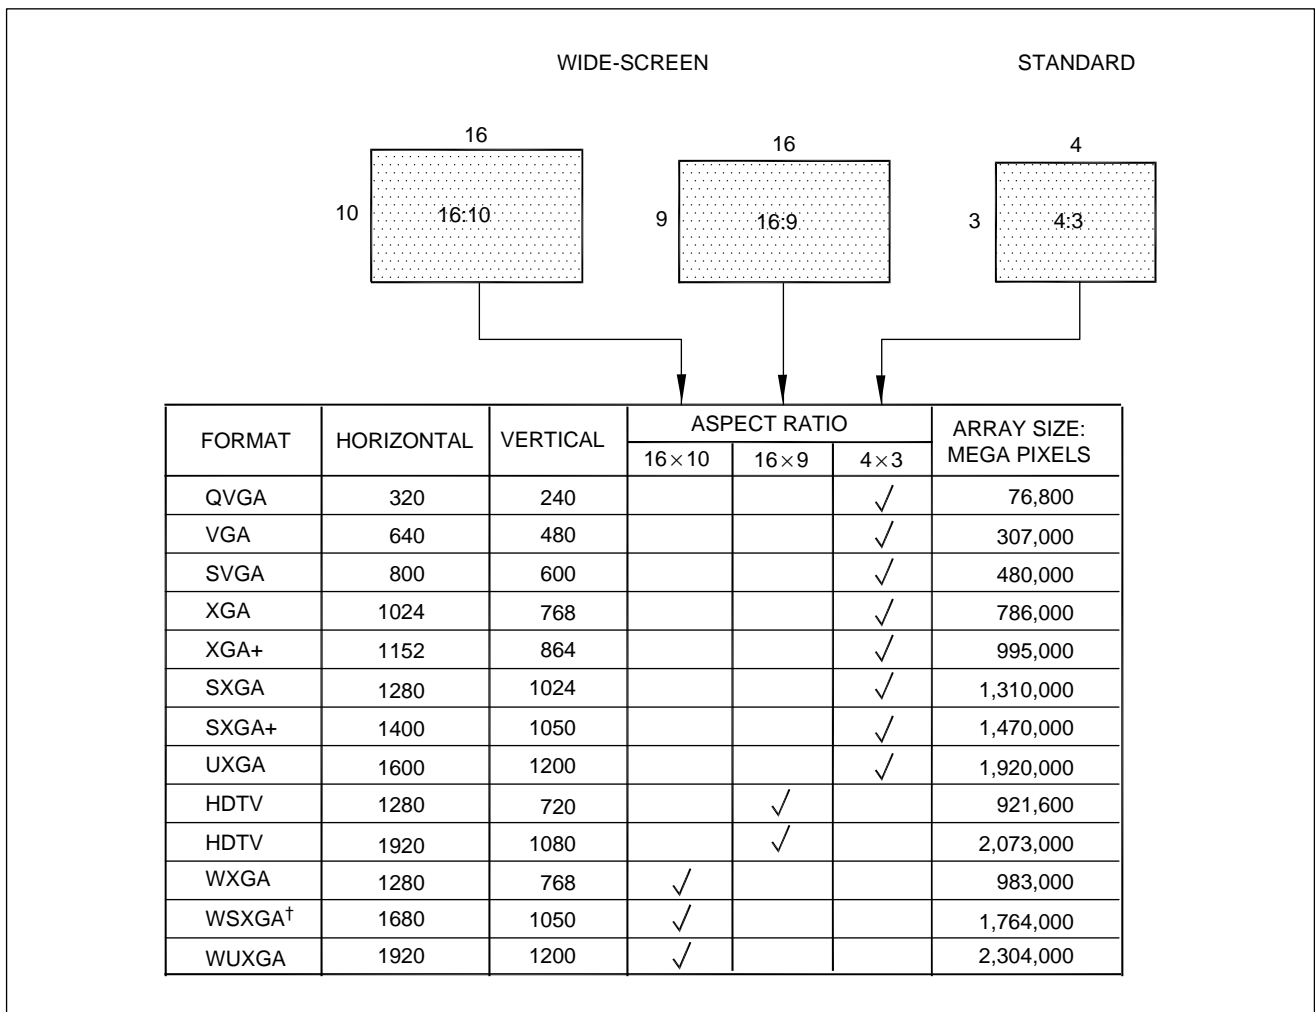 WIDE-SCREEN STANDARD
16 16 4
10 16:10 9 16:9 3 4:3
FORMAT HORIZONTAL VERTICAL ASPECT RATIO ARRAY SIZE: MEGA PIXELS
16×10 16×9 4×3
QVGA 320 240 √ 76,800
VGA 640 480 √ 307,000
SVGA 800 600 √ 480,000
XGA 1024 768 √ 786,000
XGA+ 1152 864 √ 995,000
SXGA 1280 1024 √ 1,310,000
SXGA+ 1400 1050 √ 1,470,000
UXGA 1600 1200 √ 1,920,000
HDTV 1280 720 √ 921,600
HDTV 1920 1080 √ 2,073,000
WXGA 1280 768 √ 983,000
WSXGA† 1680 1050 √ 1,764,000
WUXGA 1920 1200 √ 2,304,000